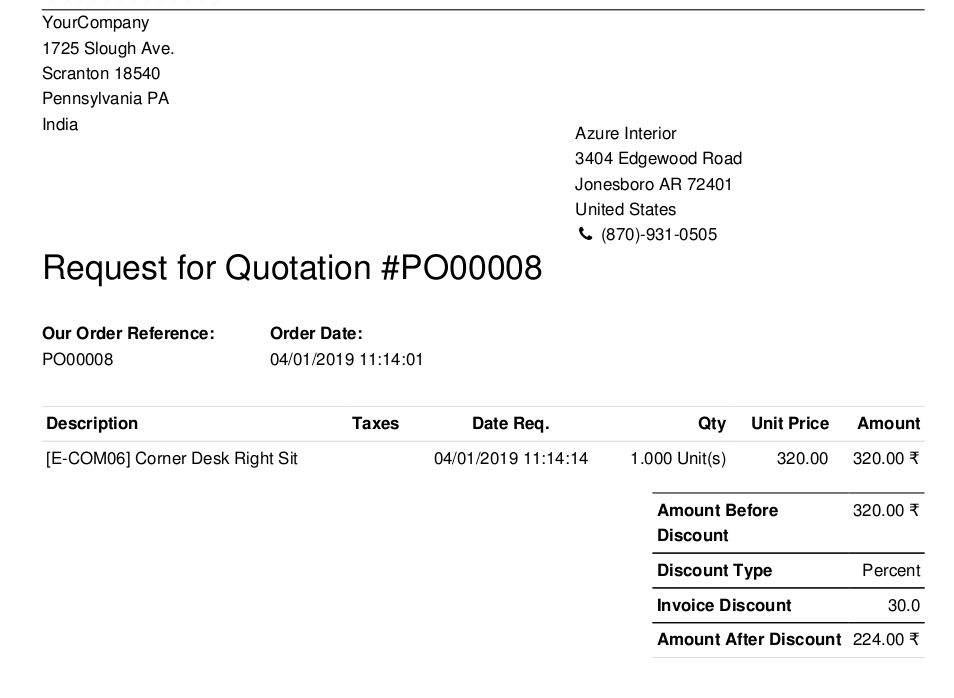 YourCompany
1725 Slough Ave.
Scranton 18540
Pennsylvania PA
India
Azure Interior
3404 Edgewood Road
Jonesboro AR 72401
United States
(870)-931-0505
Request for Quotation #PO00008
Our Order Reference: Order Date:
PO00008 04/01/2019 11:14:01
Description Taxes Date Req. Qty Unit Price Amount
[E-COM06] Corner Desk Right Sit 04/01/2019 11:14:14 1.000 Unit(s) 320.00 320.00 ₹
Amount Before 320.00 ₹
Discount
Discount Type Percent
Invoice Discount 30.0
Amount After Discount 224.00 ₹